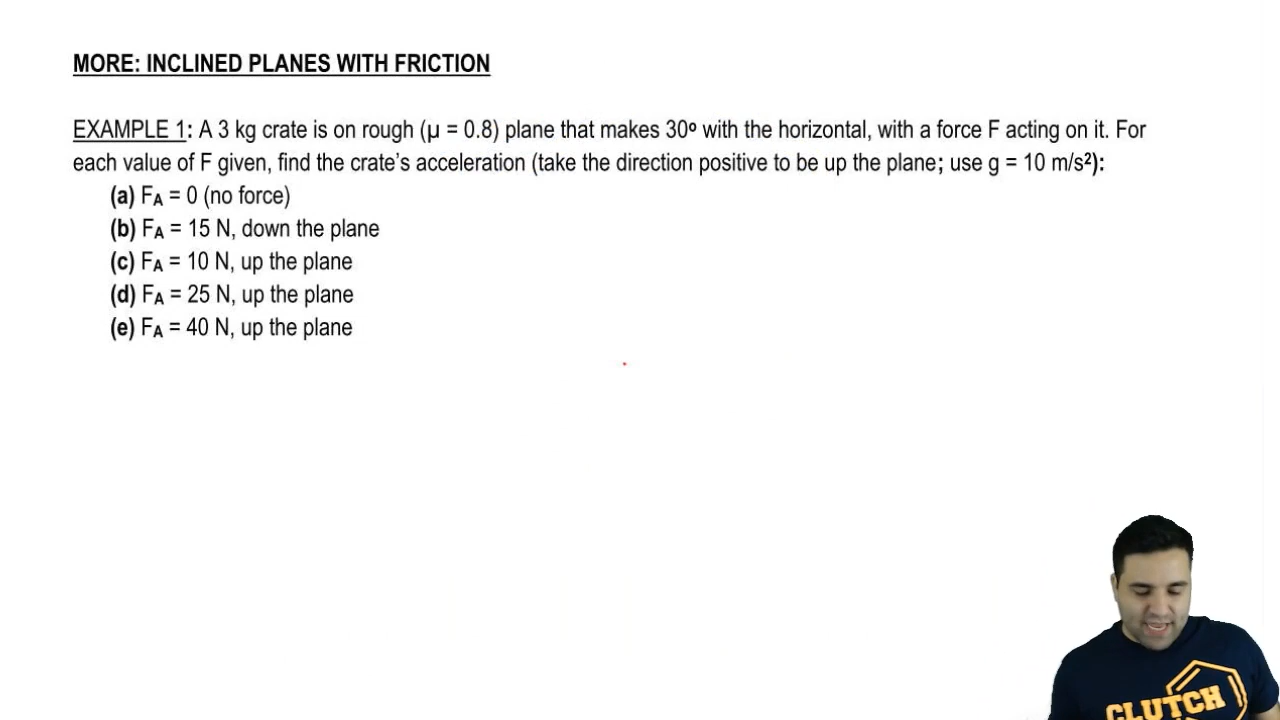 MORE: INCLINED PLANES WITH FRICTION
EXAMPLE 1: A 3 kg crate is on rough (μ = 0.8) plane that makes 30º with the horizontal, with a force F acting on it. For
each value of F given, find the crate's acceleration (take the direction positive to be up the plane; use g = 10 m/s²):
(a) FA = 0 (no force)
(b) FA = 15 N, down the plane
(c) FA = 10 N, up the plane
(d) FA = 25 N, up the plane
(e) FA = 40 N, up the plane
CLUTCH